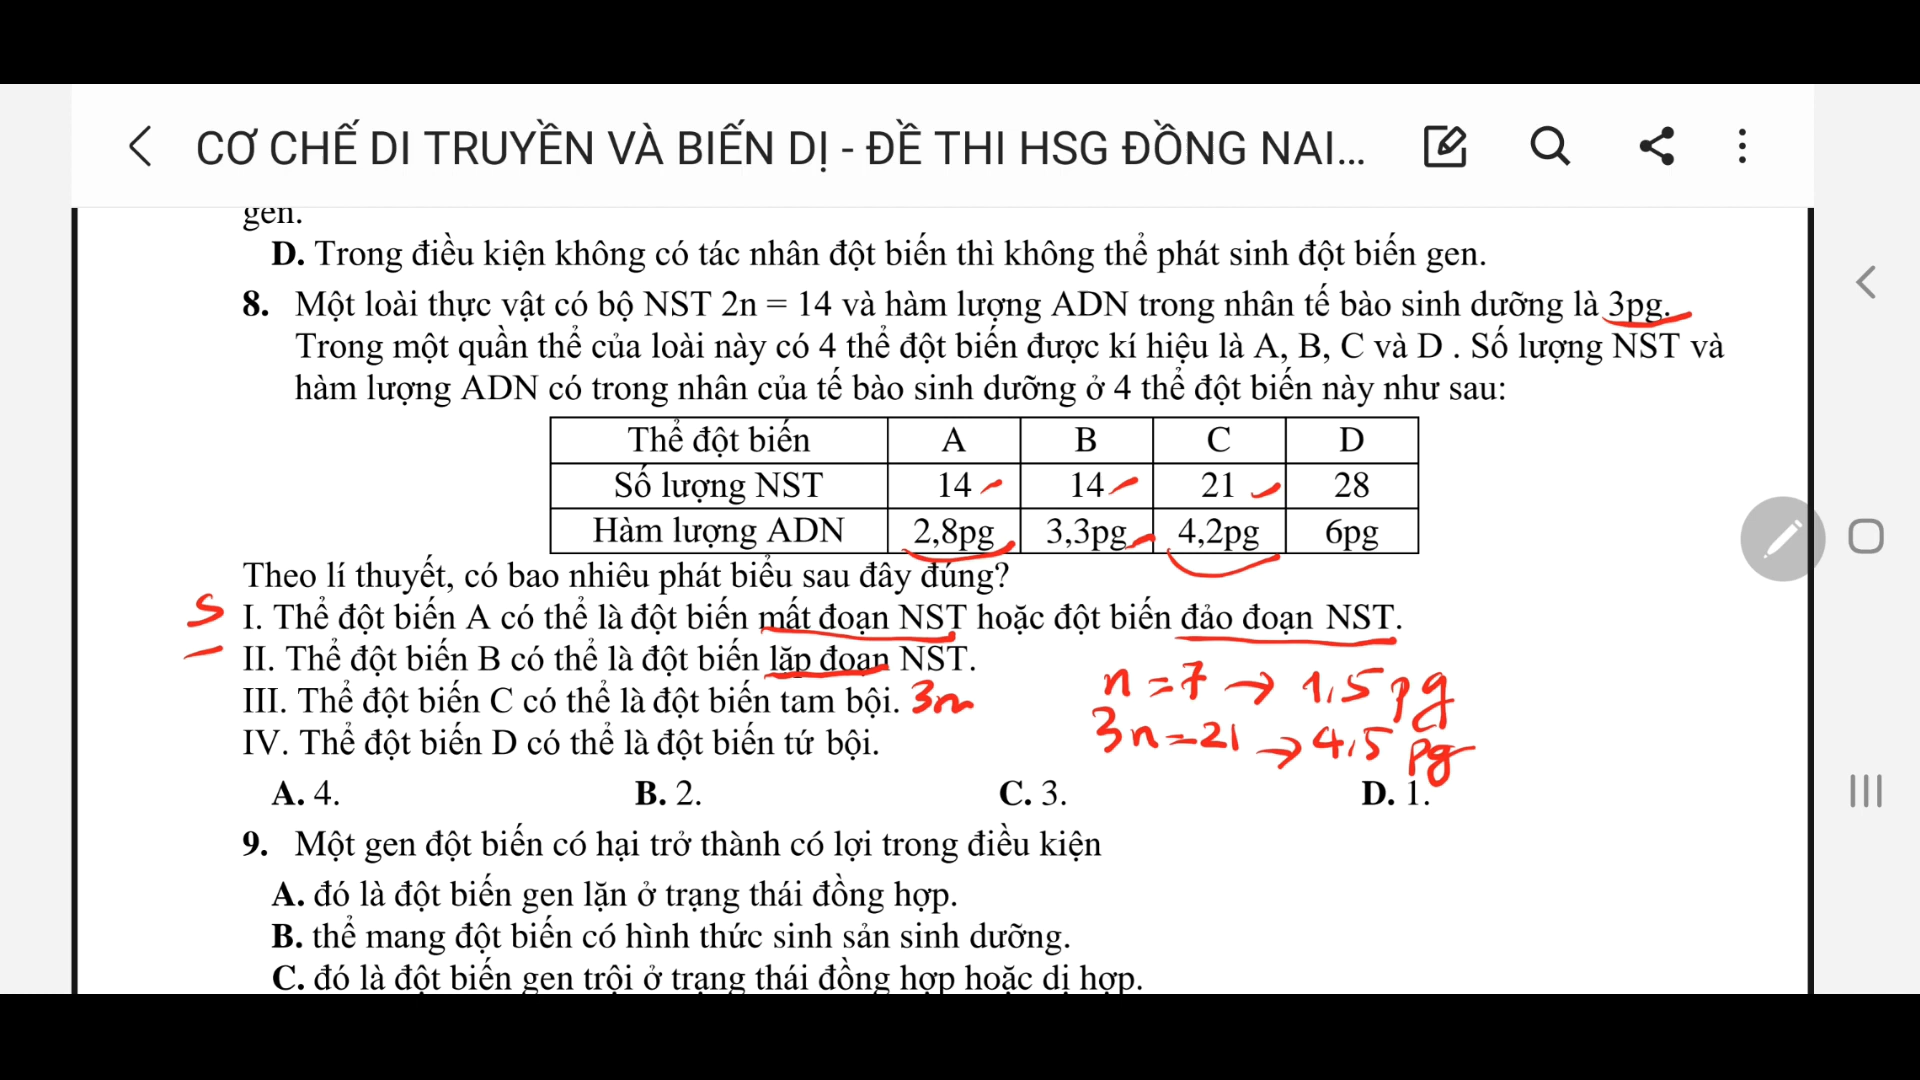 CƠ CHẾ DI TRUYỀN VÀ BIẾN DỊ - ĐỀ THI HSG ĐỒNG NAI...
gen.
D. Trong điều kiện không có tác nhân đột biến thì không thể phát sinh đột biến gen.
8. Một loài thực vật có bộ NST 2n = 14 và hàm lượng ADN trong nhân tế bào sinh dưỡng là 3pg.
Trong một quần thể của loài này có 4 thể đột biến được kí hiệu là A, B, C và D . Số lượng NST và
hàm lượng ADN có trong nhân của tế bào sinh dưỡng ở 4 thể đột biến này như sau:
Thể đột biến A B C D
Số lượng NST 14 14 21 28
Hàm lượng ADN 2,8pg 3,3pg 4,2pg 6pg
Theo lí thuyết, có bao nhiêu phát biểu sau đây đúng?
S I. Thể đột biến A có thể là đột biến mất đoạn NST hoặc đột biến đảo đoạn NST.
II. Thể đột biến B có thể là đột biến lặp đoạn NST.
n = 7 → 1,5 pg
III. Thể đột biến C có thể là đột biến tam bội. 3n
3n = 21 → 4,5 pg
IV. Thể đột biến D có thể là đột biến tứ bội.
A. 4. B. 2. C. 3. D. 1.
9. Một gen đột biến có hại trở thành có lợi trong điều kiện
A. đó là đột biến gen lặn ở trạng thái đồng hợp.
B. thể mang đột biến có hình thức sinh sản sinh dưỡng.
C. đó là đột biến gen trội ở trạng thái đồng hợp hoặc dị hợp.